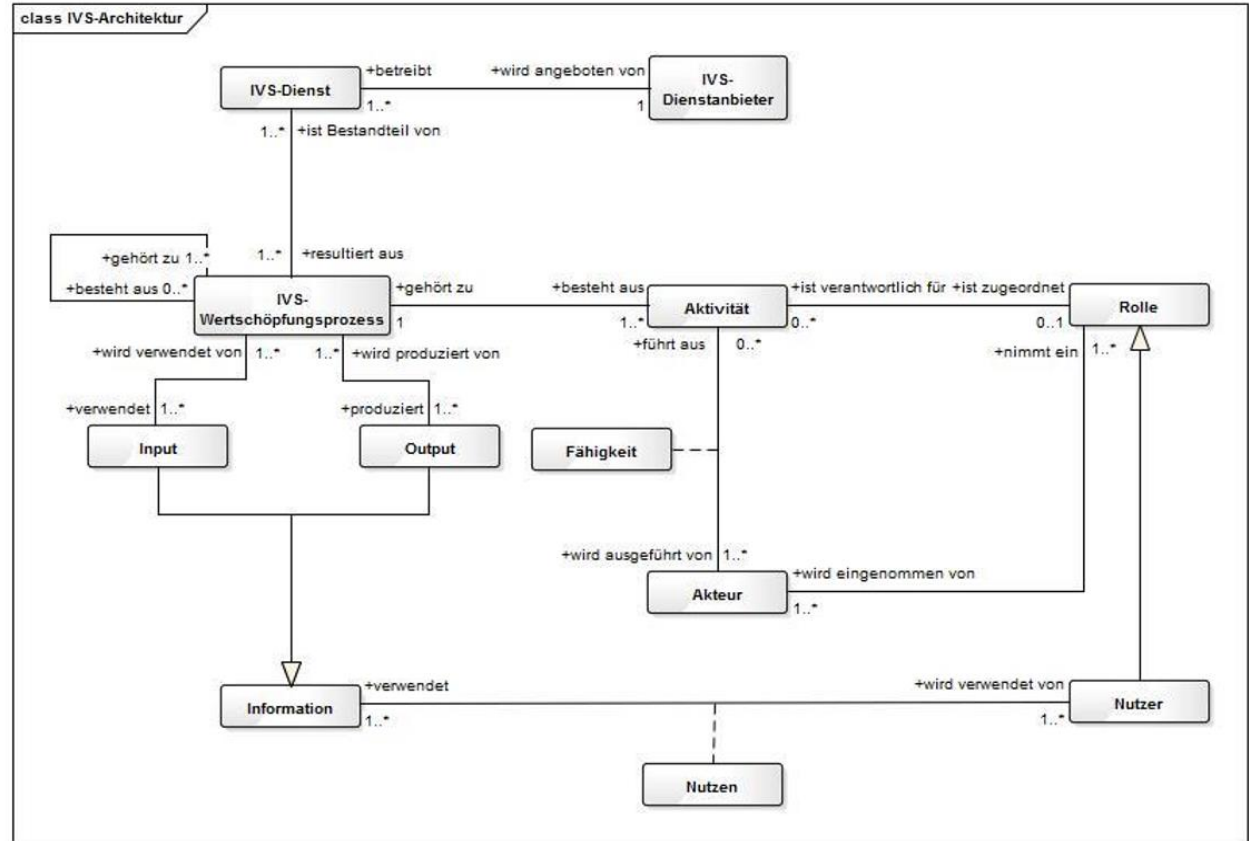 class IVS-Architektur
+betreibt
+wird angeboten von
IVS-Dienst
IVS-
Dienstanbieter
1..*
1
1..*
+ist Bestandteil von
+gehört zu 1..*
1..*
+resultiert aus
+besteht aus 0..*
IVS-
Wertschöpfungsprozess
+gehört zu
+besteht aus
Aktivität
+ist verantwortlich für
+ist zugeordnet
Rolle
1
1..*
0..*
0..1
+wird verwendet von
1..*
1..*
+wird produziert von
+führt aus
0..*
+nimmt ein
1..*
+verwendet
1..*
+produziert
1..*
Input
Output
Fähigkeit
+wird ausgeführt von
1..*
Akteur
+wird eingenommen von
1..*
+verwendet
+wird verwendet von
Information
Nutzer
1..*
1..*
Nutzen